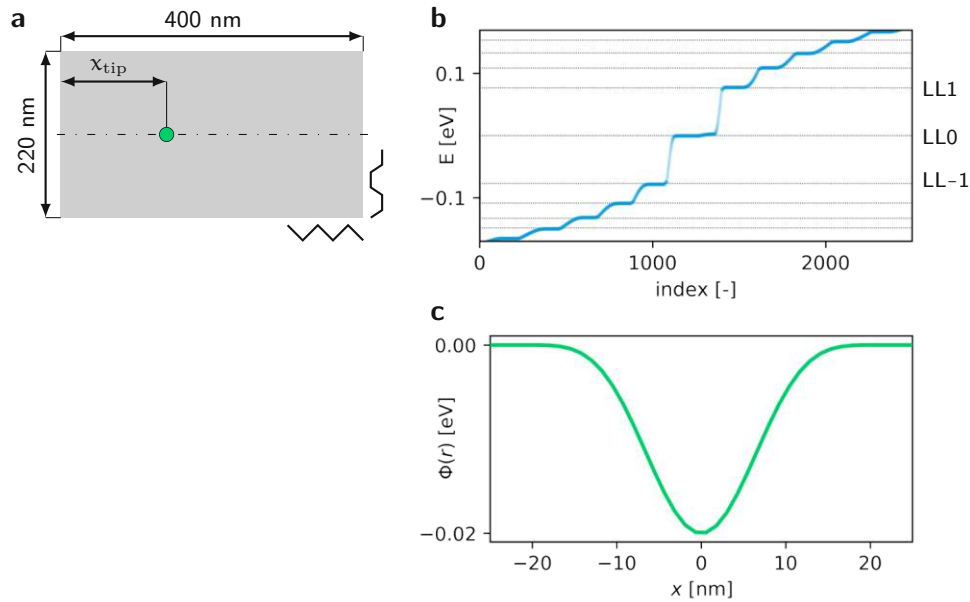 a
400 nm
xtip
220 nm
b
0.1
−0.1
E [eV]
LL1
LL0
LL-1
0
1000
2000
index [-]
c
0.00
−0.02
Φ(r) [eV]
−20
−10
0
10
20
x [nm]